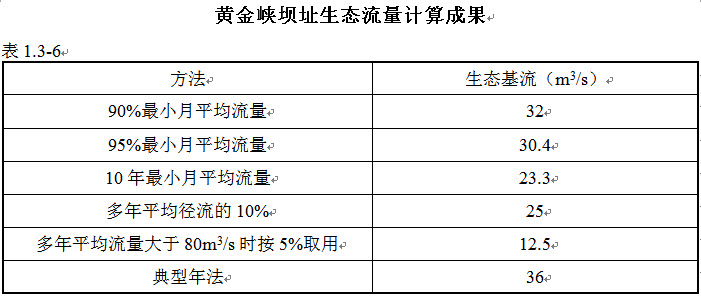 黄金峡坝址生态流量计算成果
表 1.3-6
方法 生态基流（m³/s）
90%最小月平均流量 32
95%最小月平均流量 30.4
10 年最小月平均流量 23.3
多年平均径流的 10% 25
多年平均流量大于 80m³/s 时按 5%取用 12.5
典型年法 36